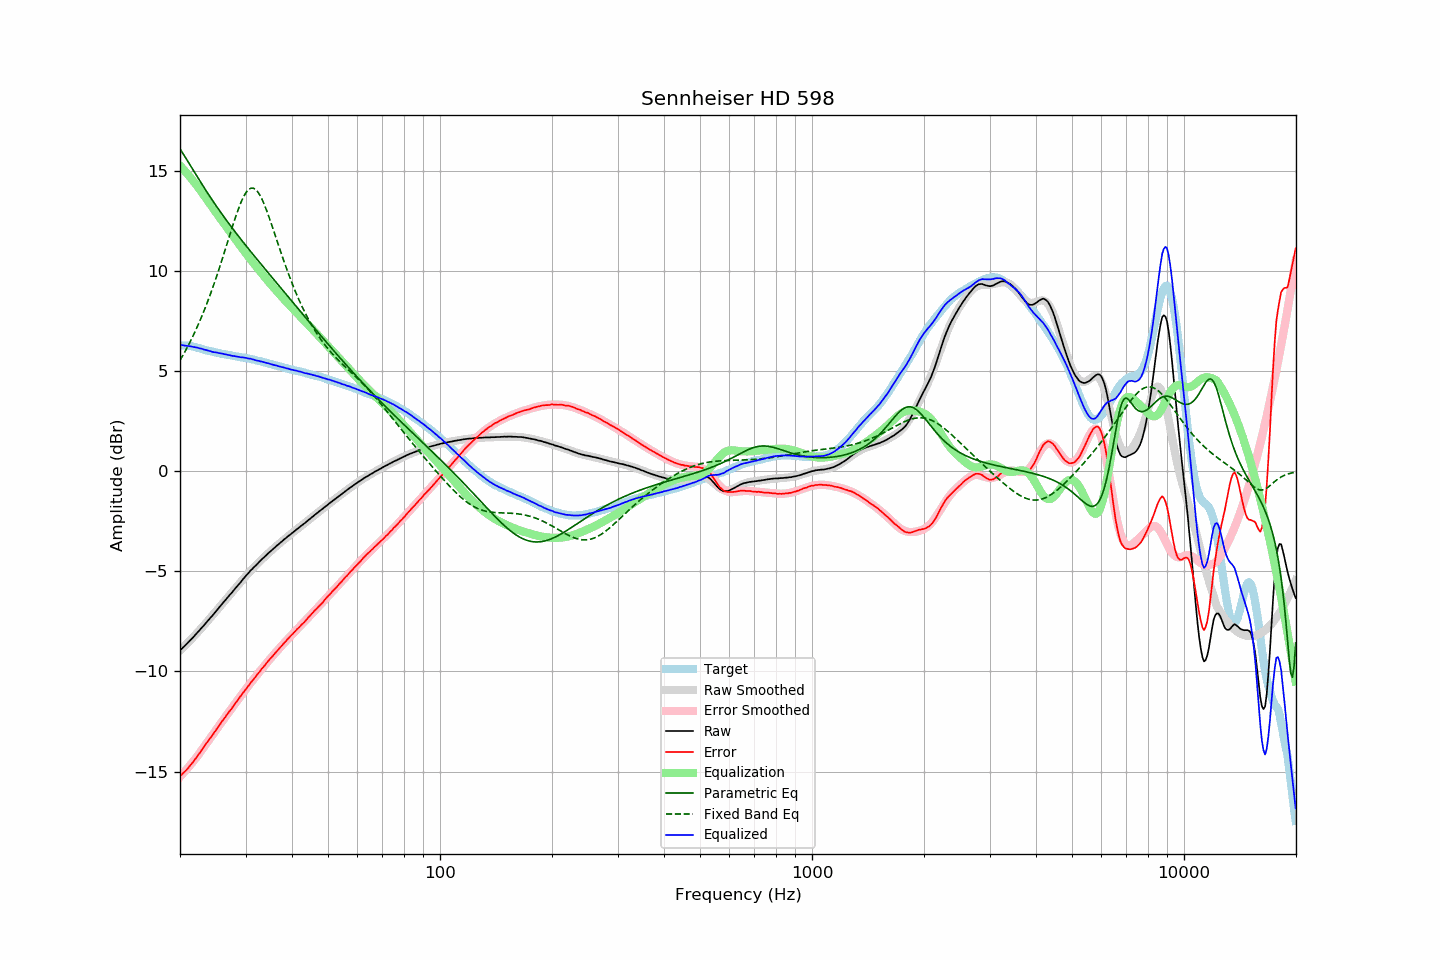 Sennheiser HD 598
15
10
5
0
−5
−10
−15
Amplitude (dBr)
Target
Raw Smoothed
Error Smoothed
Raw
Error
Equalization
Parametric Eq
Fixed Band Eq
Equalized
100
1000
10000
Frequency (Hz)